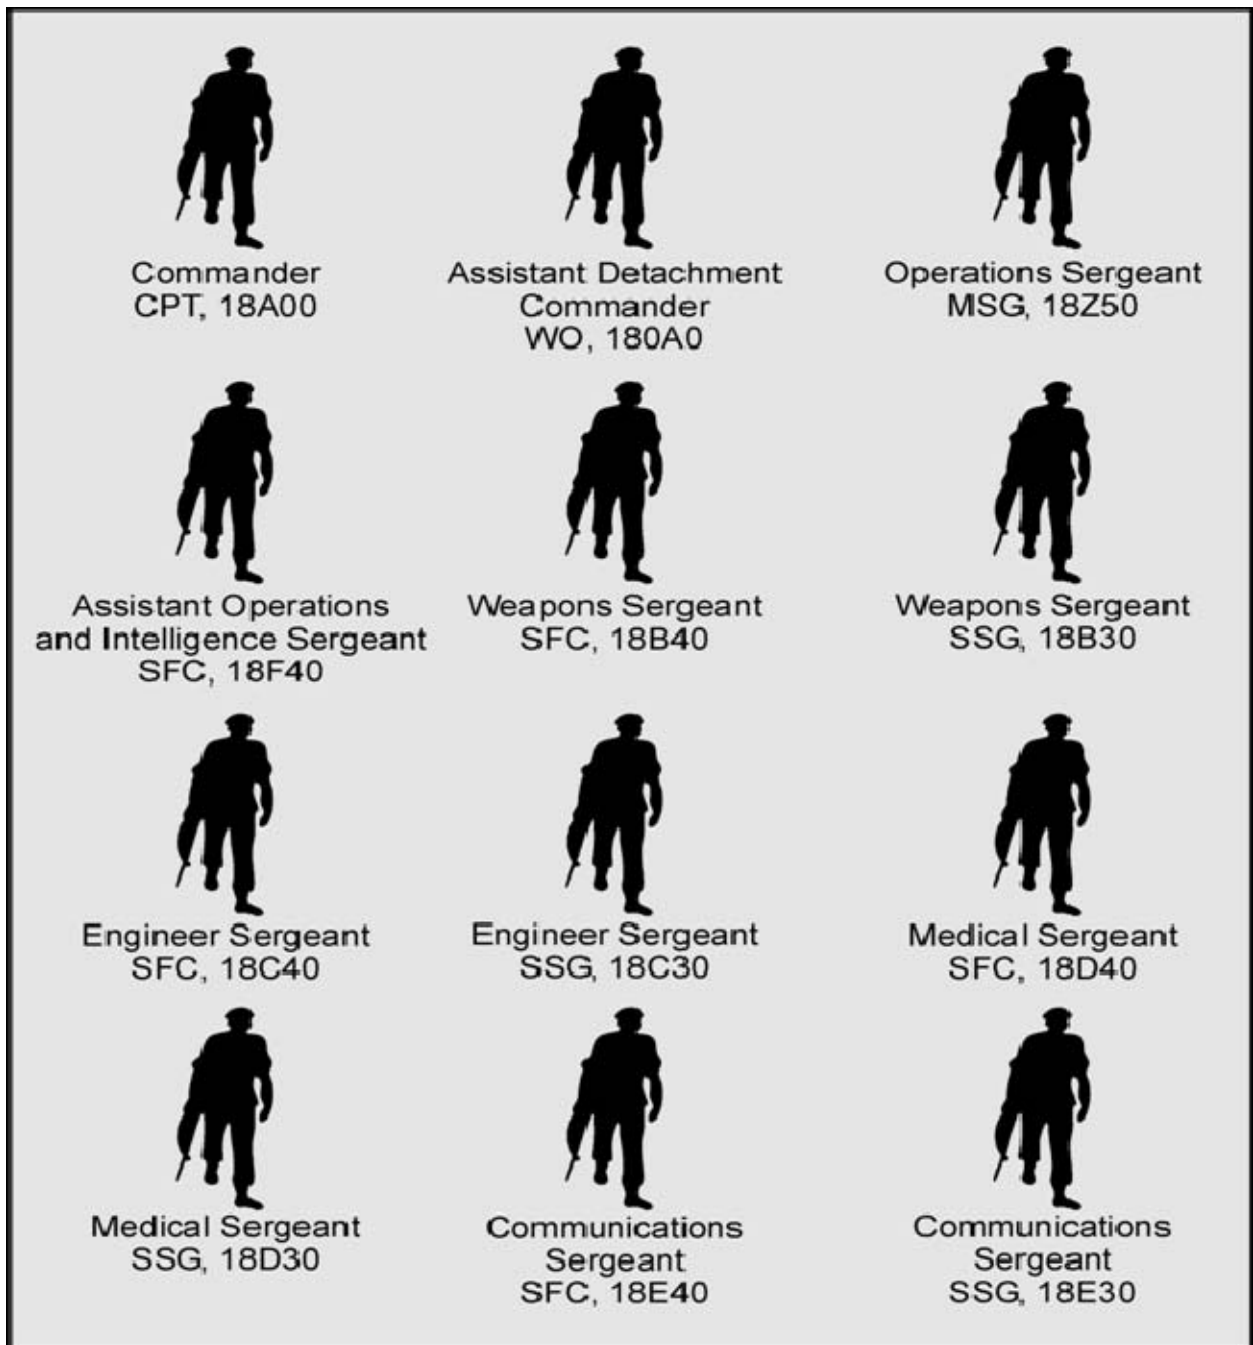 Commander
CPT, 18A00
Assistant Detachment
Commander
WO, 180A0
Operations Sergeant
MSG, 18Z50
Assistant Operations
and Intelligence Sergeant
SFC, 18F40
Weapons Sergeant
SFC, 18B40
Weapons Sergeant
SSG, 18B30
Engineer Sergeant
SFC, 18C40
Engineer Sergeant
SSG, 18C30
Medical Sergeant
SFC, 18D40
Medical Sergeant
SSG, 18D30
Communications
Sergeant
SFC, 18E40
Communications
Sergeant
SSG, 18E30